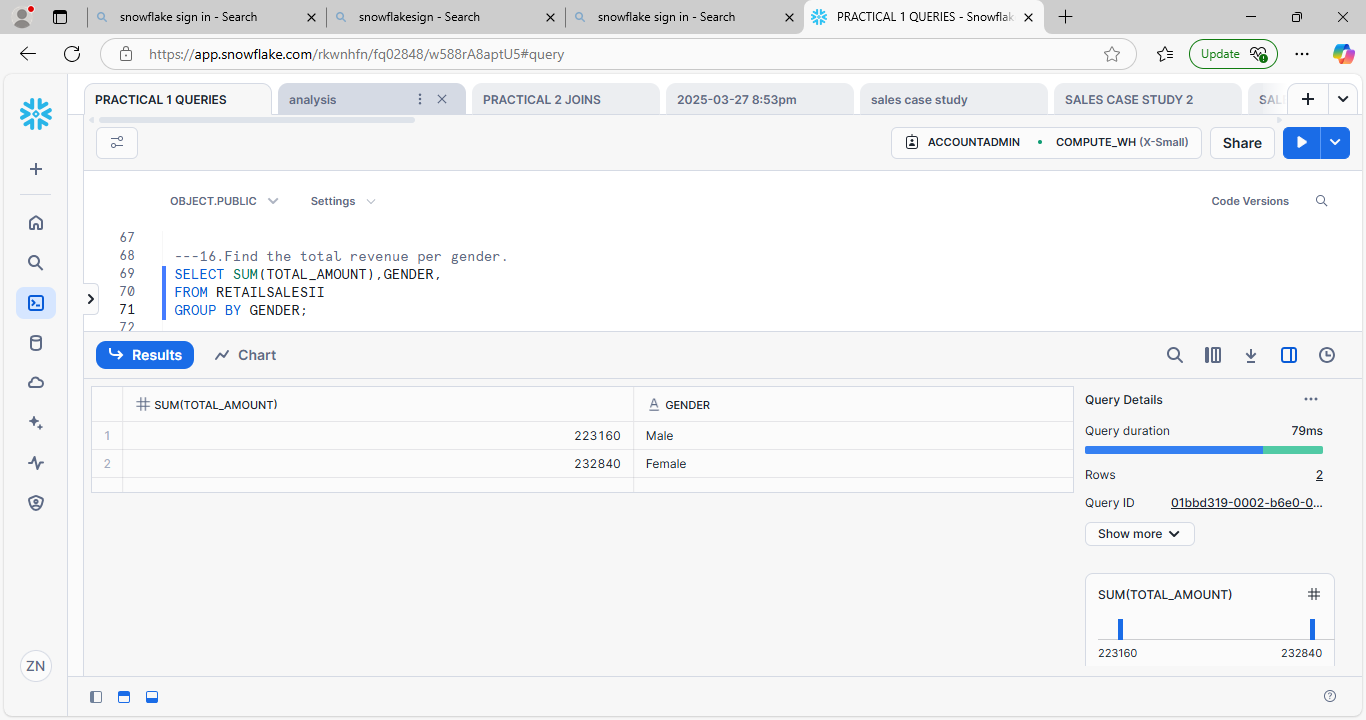 snowflake sign in - Search
snowflakesign - Search
snowflake sign in - Search
PRACTICAL 1 QUERIES - Snowflak
https://app.snowflake.com/rkwnhfn/fq02848/w588rA8aptU5#query
Update
PRACTICAL 1 QUERIES
analysis
PRACTICAL 2 JOINS
2025-03-27 8:53pm
sales case study
SALES CASE STUDY 2
SAL
ACCOUNTADMIN
COMPUTE_WH (X-Small)
Share
OBJECT.PUBLIC
Settings
Code Versions
67
68 ---16.Find the total revenue per gender.
69 SELECT SUM(TOTAL_AMOUNT),GENDER,
70 FROM RETAILSALESII
71 GROUP BY GENDER;
72
Results
Chart
SUM(TOTAL_AMOUNT) A GENDER
1 223160 Male
2 232840 Female
Query Details
Query duration 79ms
Rows 2
Query ID 01bbd319-0002-b6e0-0...
Show more
SUM(TOTAL_AMOUNT) #
223160 232840
ZN